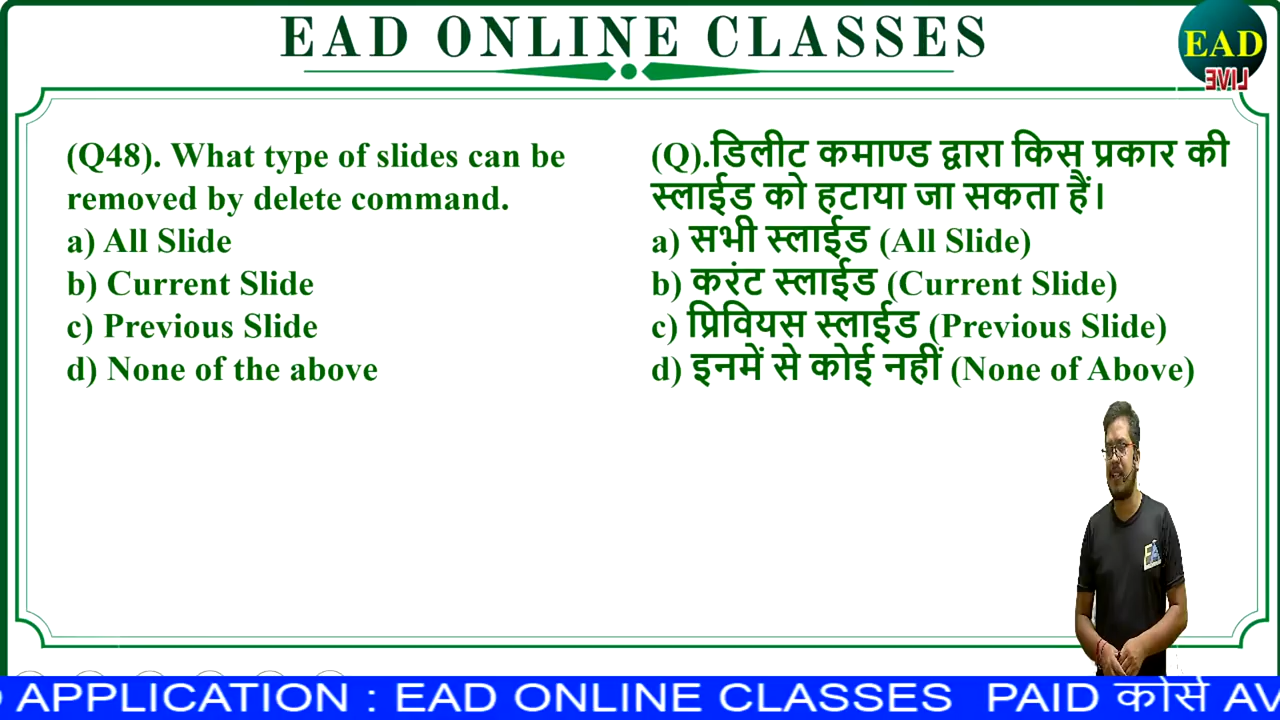 EAD ONLINE CLASSES
EAD
LIVE
(Q48). What type of slides can be
removed by delete command.
a) All Slide
b) Current Slide
c) Previous Slide
d) None of the above
(Q).डिलीट कमाण्ड द्वारा किस प्रकार की
स्लाईड को हटाया जा सकता हैं।
a) सभी स्लाईड (All Slide)
b) करंट स्लाईड (Current Slide)
c) प्रिवियस स्लाईड (Previous Slide)
d) इनमें से कोई नहीं (None of Above)
APPLICATION : EAD ONLINE CLASSES PAID कोर्स